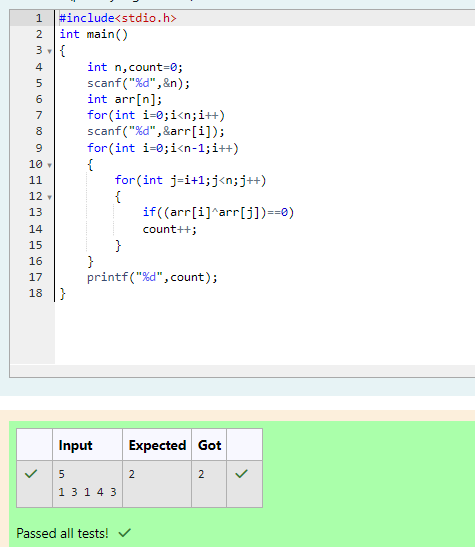 1 #include<stdio.h>
2 int main()
3 {
4 int n,count=0;
5 scanf("%d",&n);
6 int arr[n];
7 for(int i=0;i<n;i++)
8 scanf("%d",&arr[i]);
9 for(int i=0;i<n-1;i++)
10 {
11 for(int j=i+1;j<n;j++)
12 {
13 if((arr[i]^arr[j])==0)
14 count++;
15 }
16 }
17 printf("%d",count);
18 }
Input Expected Got
5 2 2
1 3 1 4 3
Passed all tests!